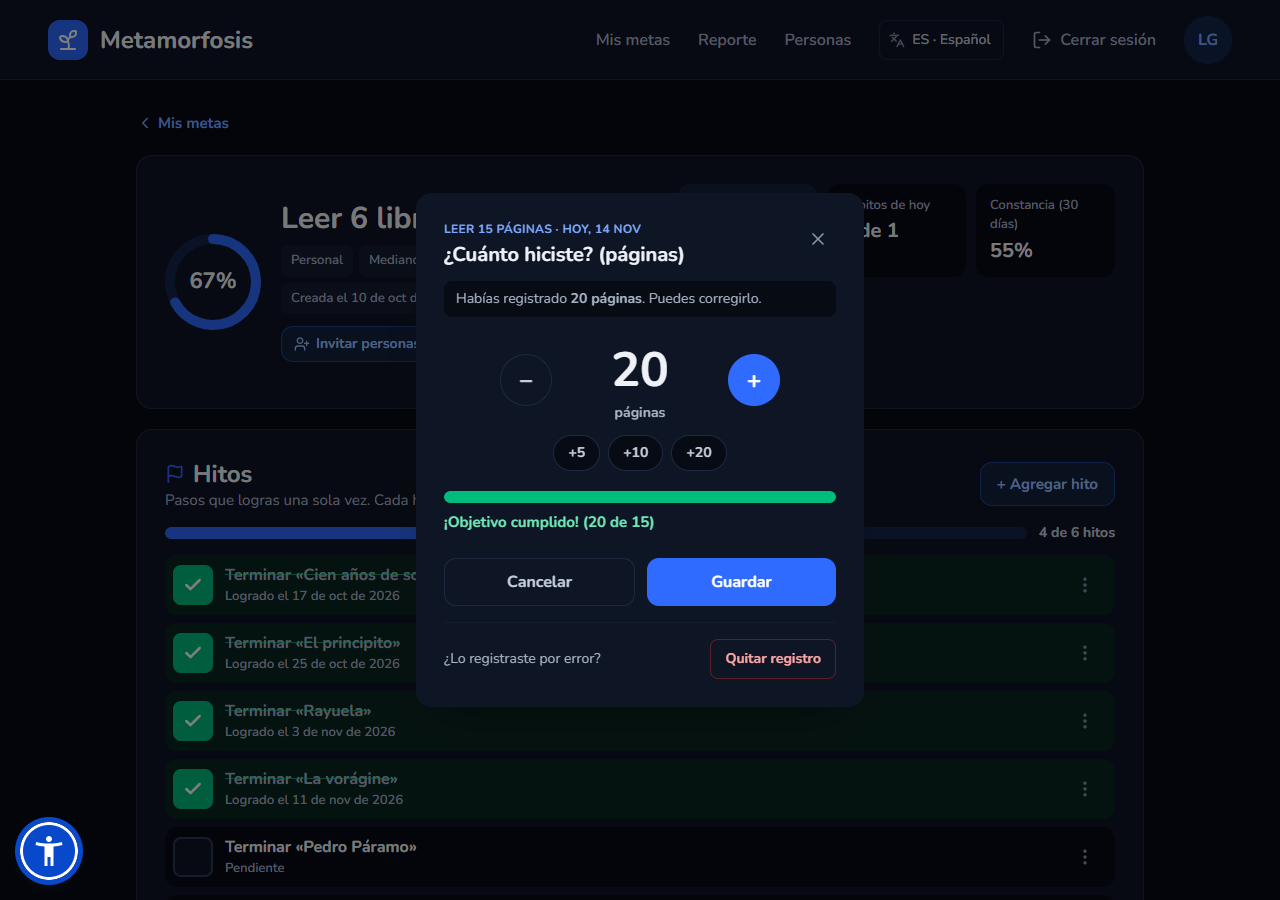 Metamorfosis
Mis metas
Reporte
Personas
ES · Español
Cerrar sesión
LG
Mis metas
67%
Leer 6 libr
Personal
Mediano
Creada el 10 de oct d
Invitar personas
de 1
Constancia (30
días)
55%
LEER 15 PÁGINAS · HOY, 14 NOV
¿Cuánto hiciste? (páginas)
Habías registrado 20 páginas. Puedes corregirlo.
–
20
+
páginas
+5
+10
+20
¡Objetivo cumplido! (20 de 15)
Cancelar
Guardar
¿Lo registraste por error?
Quitar registro
Hitos
Pasos que logras una sola vez. Cada
+ Agregar hito
4 de 6 hitos
Terminar «Cien años de so
Logrado el 17 de oct de 2026
Terminar «El principito»
Logrado el 25 de oct de 2026
Terminar «Rayuela»
Logrado el 3 de nov de 2026
Terminar «La vorágine»
Logrado el 11 de nov de 2026
Terminar «Pedro Páramo»
Pendiente